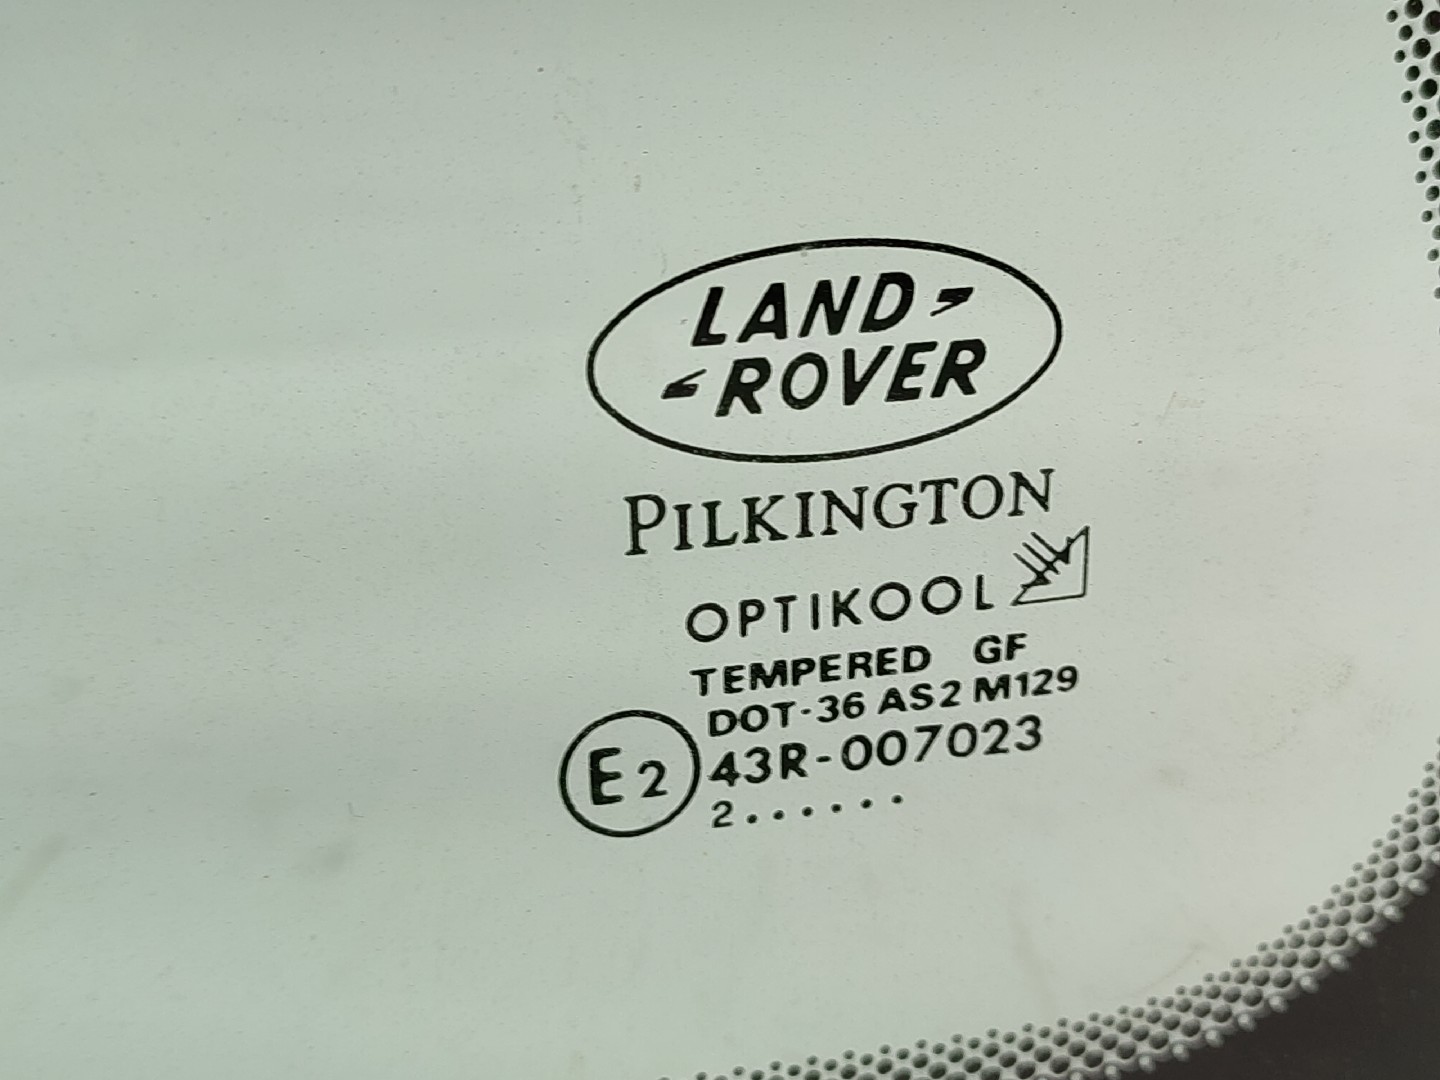 LAND
ROVER
PILKINGTON
OPTIKOOL
TEMPERED GF
DOT-36 AS2 M129
E2 43R-007023
2......